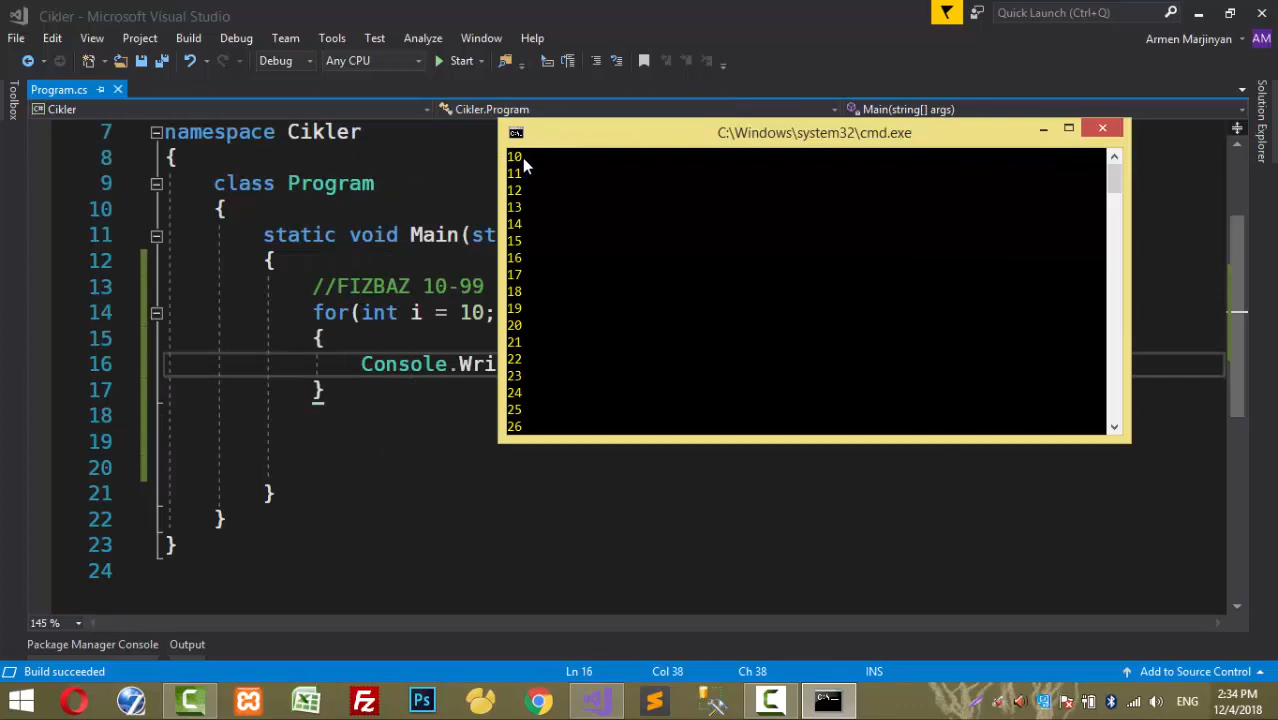 Cikler - Microsoft Visual Studio
Quick Launch (Ctrl+Q)
File Edit View Project Build Debug Team Tools Test Analyze Window Help
Armen Marjinyan AM
Debug Any CPU Start
Program.cs
Cikler Cikler.Program Main(string[] args)
Toolbox
Solution Explorer
7 namespace Cikler
8 {
9 class Program
10 {
11 static void Main(st
12 {
13 //FIZBAZ 10-99
14 for(int i = 10;
15 {
16 Console.Wri
17 }
18
19
20
21 }
22 }
23 }
24
C:\Windows\system32\cmd.exe
C:\.
10
11
12
13
14
15
16
17
18
19
20
21
22
23
24
25
26
145 %
Package Manager Console Output
Build succeeded Ln 16 Col 38 Ch 38 INS Add to Source Control
Ps
ENG
2:34 PM
12/4/2018